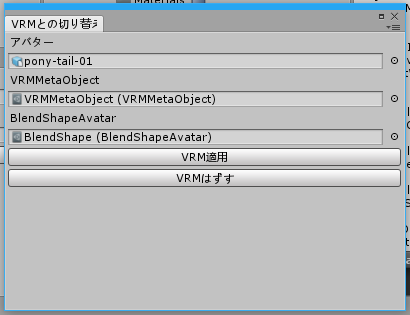 Materials
VRMとの切り替え
アバター
pony-tail-01
VRMMetaObject
VRMMetaObject (VRMMetaObject)
BlendShapeAvatar
BlendShape (BlendShapeAvatar)
VRM適用
VRMはずす